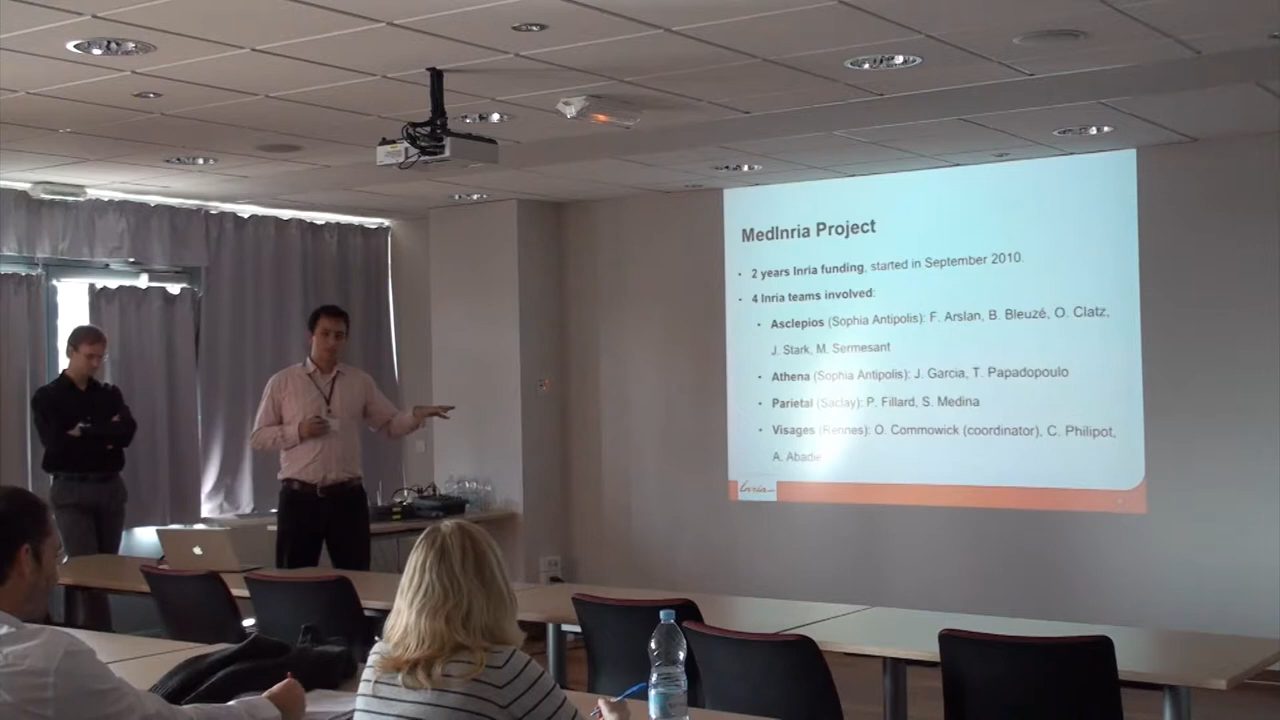 MedInria Project
• 2 years Inria funding, started in September 2010.
• 4 Inria teams involved:
• Asclepios (Sophia Antipolis): F. Arslan, B. Bleuzé, O. Clatz,
J. Stark, M. Sermesant
• Athena (Sophia Antipolis): J. Garcia, T. Papadopoulo
• Parietal (Saclay): P. Fillard, S. Medina
• Visages (Rennes): O. Commowick (coordinator), C. Philipot,
A. Abadie
Inria